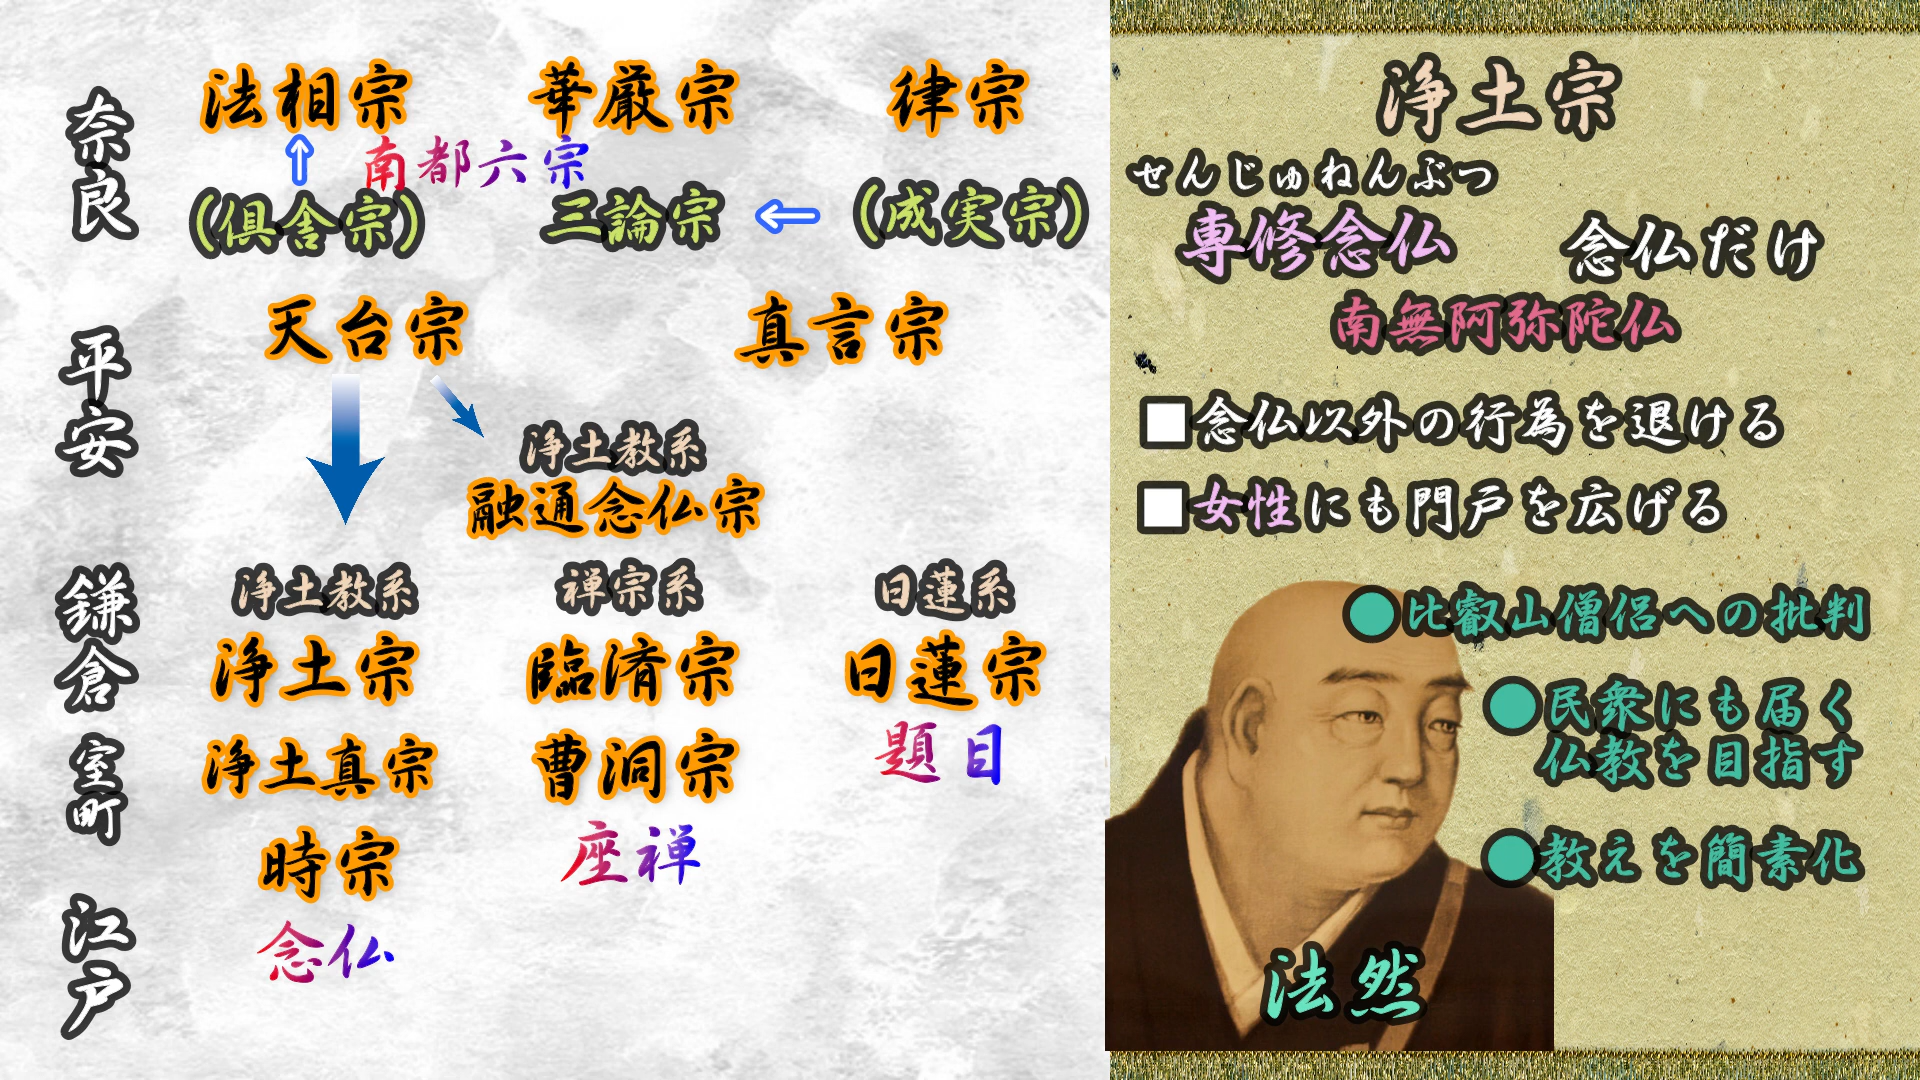 奈良
法相宗
華厳宗
律宗
南都六宗
(倶舎宗)
三論宗
(成実宗)
平安
天台宗
真言宗
浄土教系
融通念仏宗
鎌倉
浄土教系
禅宗系
日蓮系
浄土宗
臨済宗
日蓮宗
室町
浄土真宗
曹洞宗
題目
時宗
座禅
江戸
念仏
浄土宗
せんじゅねんぶつ
専修念仏
念仏だけ
南無阿弥陀仏
■念仏以外の行為を退ける
■女性にも門戸を広げる
●比叡山僧侶への批判
●民衆にも届く
仏教を目指す
●教えを簡素化
法然